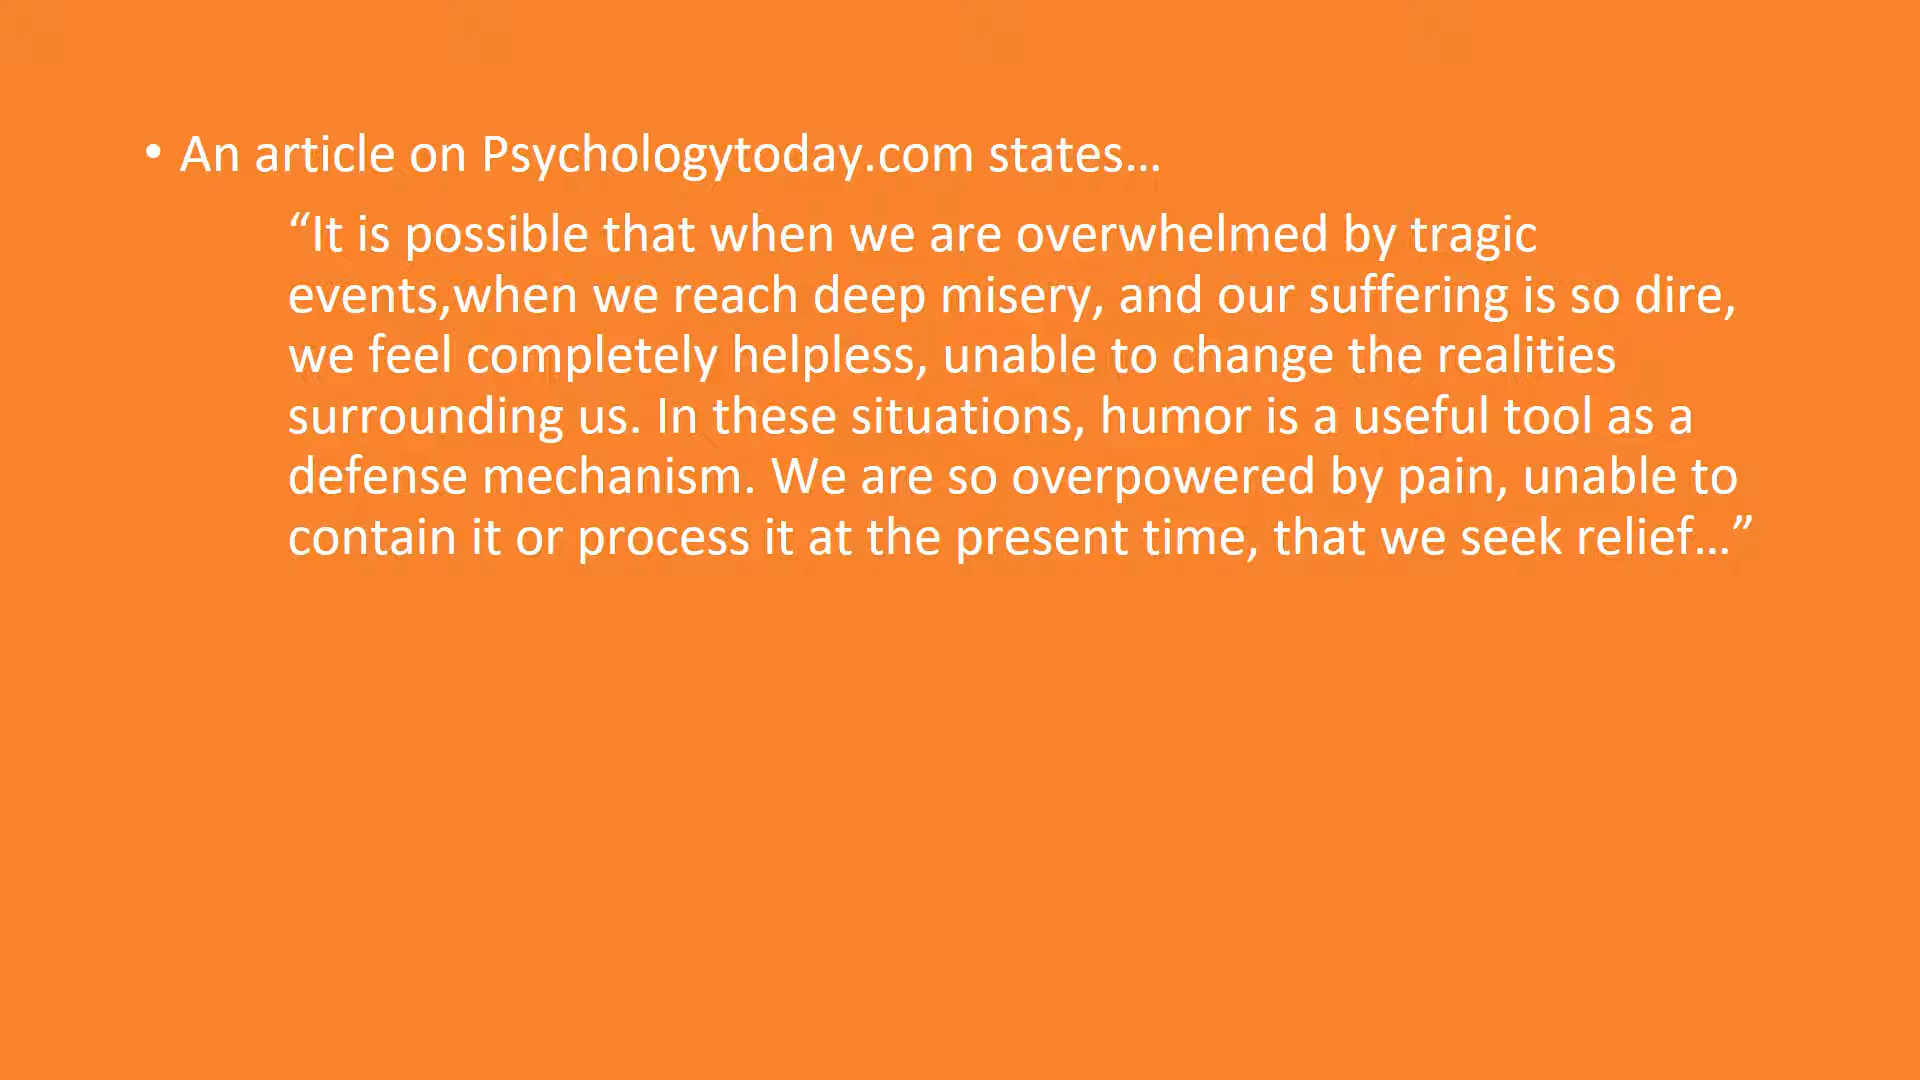 • An article on Psychologytoday.com states…
“It is possible that when we are overwhelmed by tragic
events,when we reach deep misery, and our suffering is so dire,
we feel completely helpless, unable to change the realities
surrounding us. In these situations, humor is a useful tool as a
defense mechanism. We are so overpowered by pain, unable to
contain it or process it at the present time, that we seek relief…”